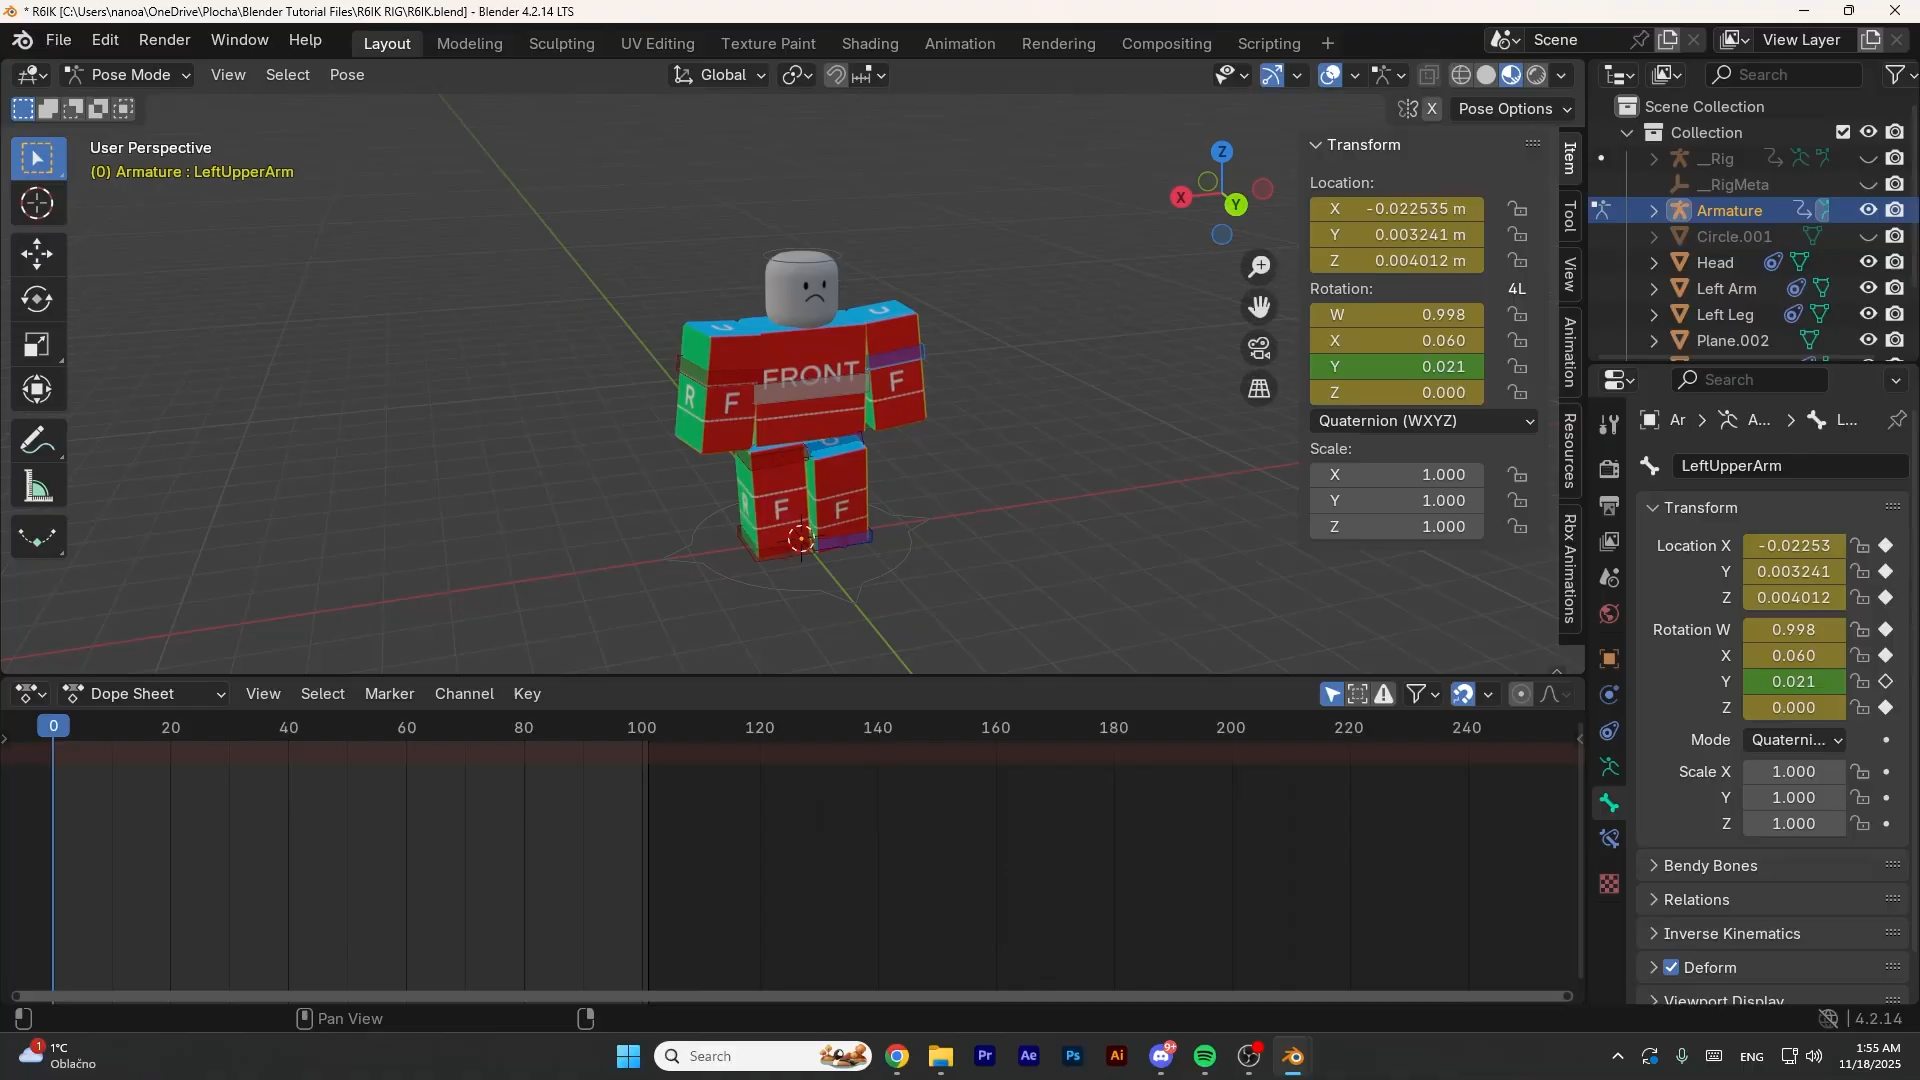 * R6IK [C:\Users\nanoa\OneDrive\Plocha\Blender Tutorial Files\R6IK RIG\R6IK.blend] - Blender 4.2.14 LTS
File Edit Render Window Help Layout Modeling Sculpting UV Editing Texture Paint Shading Animation Rendering Compositing Scripting Scene View Layer
Pose Mode View Select Pose Global Search
X Pose Options Scene Collection
User Perspective
(0) Armature : LeftUpperArm
Z
X
Y
Transform
Location:
X -0.022535 m
Y 0.003241 m
Z 0.004012 m
Rotation: 4L
W 0.998
X 0.060
Y 0.021
Z 0.000
Quaternion (WXYZ)
Scale:
X 1.000
Y 1.000
Z 1.000
Item
Tool
View
Animation
Resources
Rbx Animations
Collection
__Rig
__RigMeta
Armature
Circle.001
Head
Left Arm
Left Leg
Plane.002
U U
FRONT
R F F
U
R F F
Search
Ar A... L...
LeftUpperArm
Transform
Location X -0.02253
Y 0.003241
Z 0.004012
Rotation W 0.998
X 0.060
Y 0.021
Z 0.000
Mode Quaterni...
Scale X 1.000
Y 1.000
Z 1.000
Bendy Bones
Relations
Inverse Kinematics
Deform
Viewport Display
Dope Sheet View Select Marker Channel Key
0 20 40 60 80 100 120 140 160 180 200 220 240
Pan View
4.2.14
1
1°C
Oblačno
Search
Pr Ae Ps Ai
9+
ENG
1:55 AM
11/18/2025